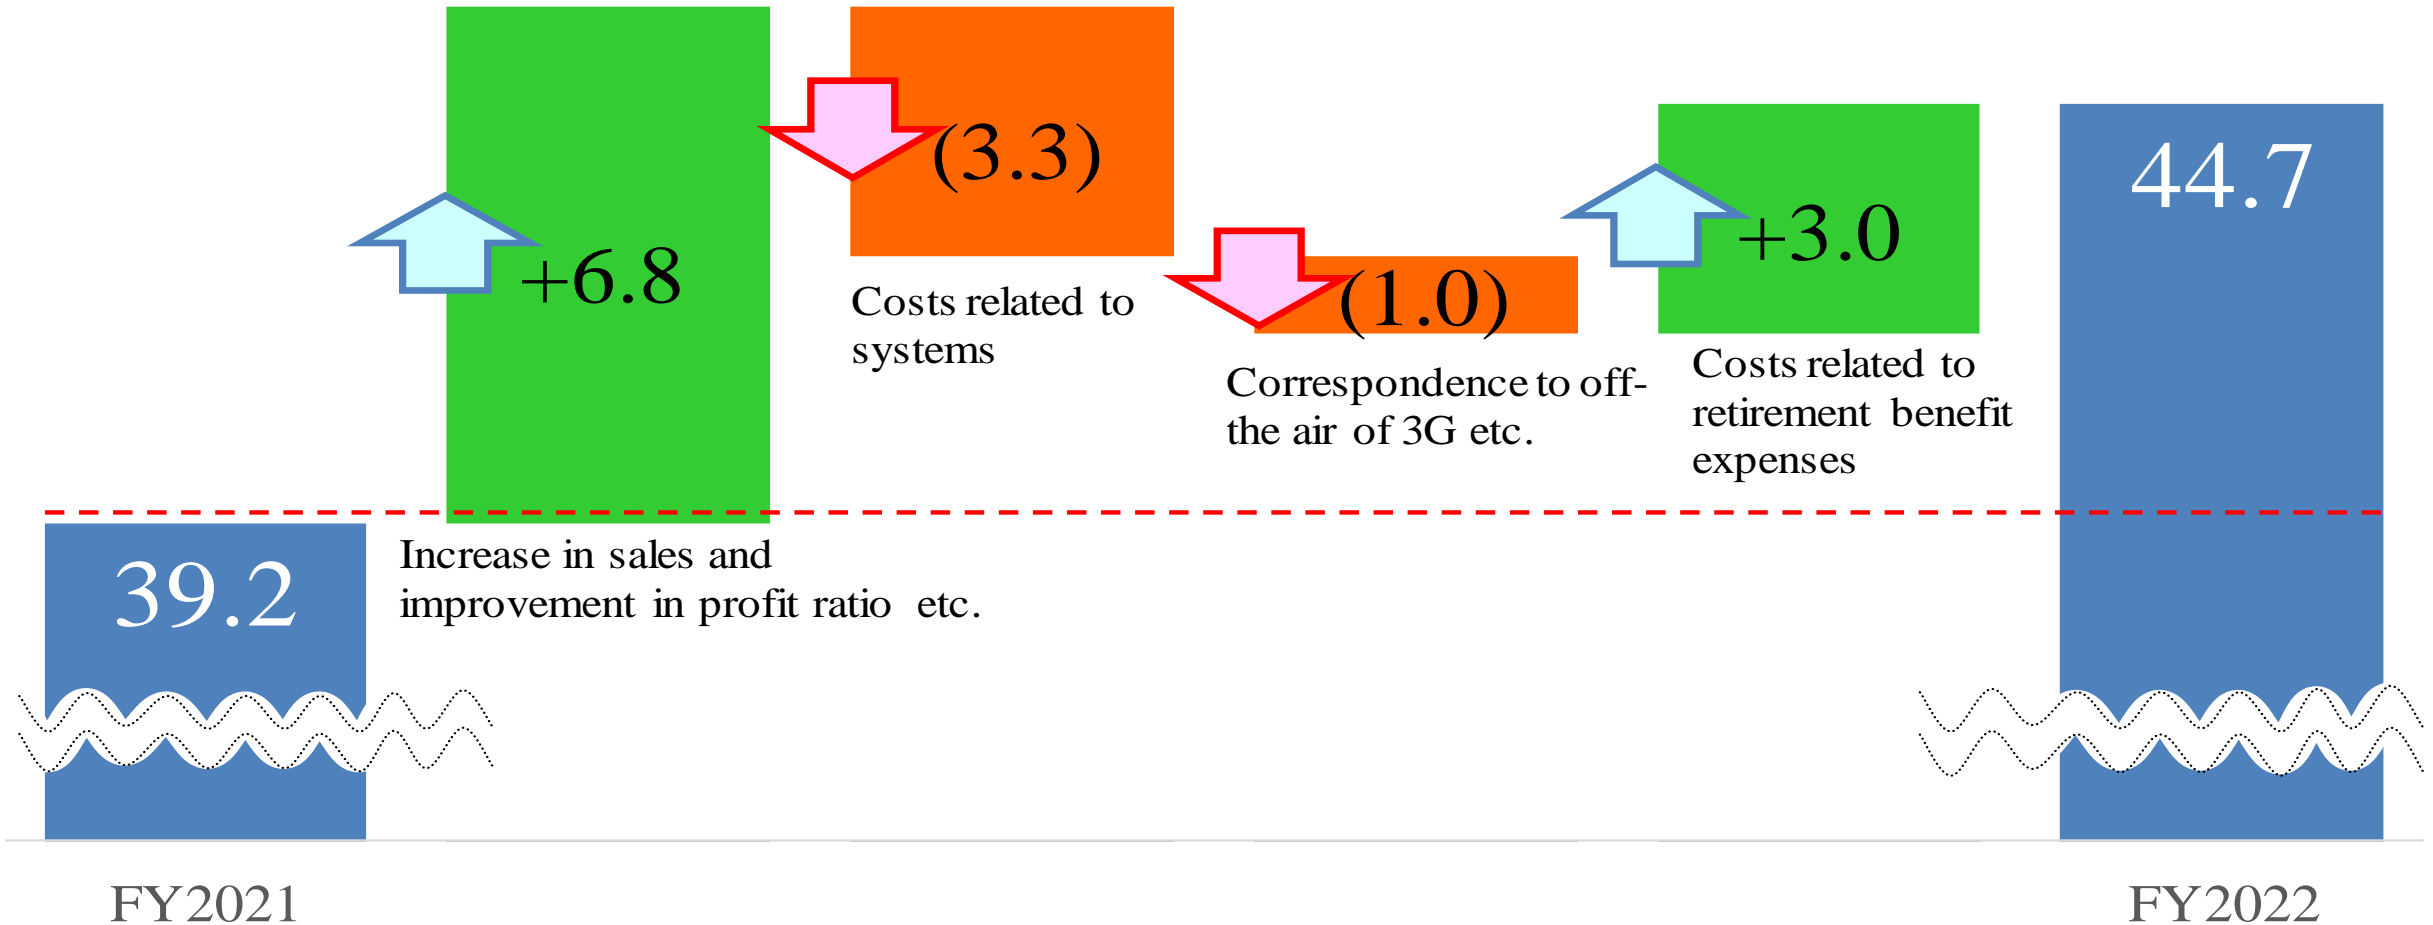 39.2
+6.8
Increase in sales and
improvement in profit ratio etc.
(3.3)
Costs related to
systems
(1.0)
Correspondence to off-
the air of 3G etc.
+3.0
Costs related to
retirement benefit
expenses
44.7
FY2021
FY2022